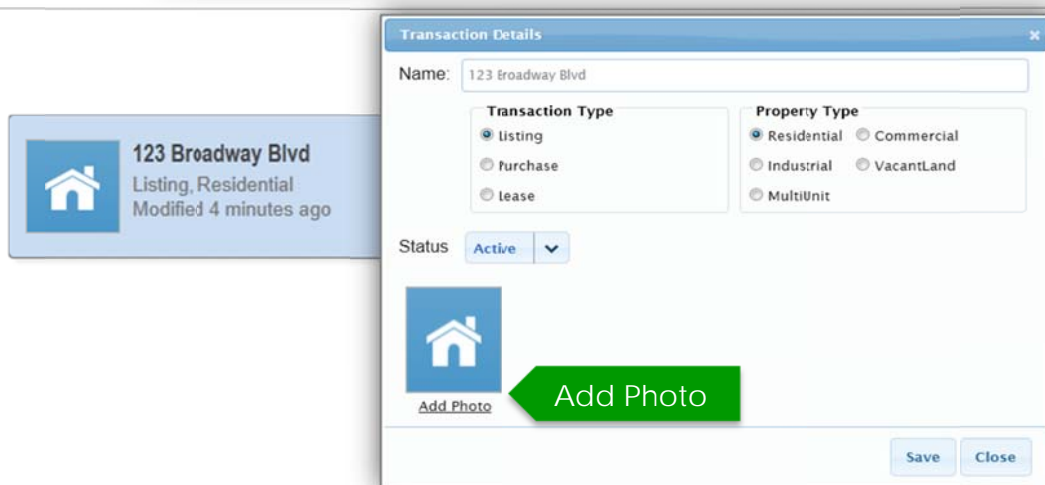 123 Broadway Blvd
Listing, Residential
Modified 4 minutes ago
Transaction Details
Name: 123 Broadway Blvd
Transaction Type
Listing
Purchase
Lease
Property Type
Residential Commercial
Industrial VacantLand
MultiUnit
Status Active
Add Photo
Add Photo
Save Close